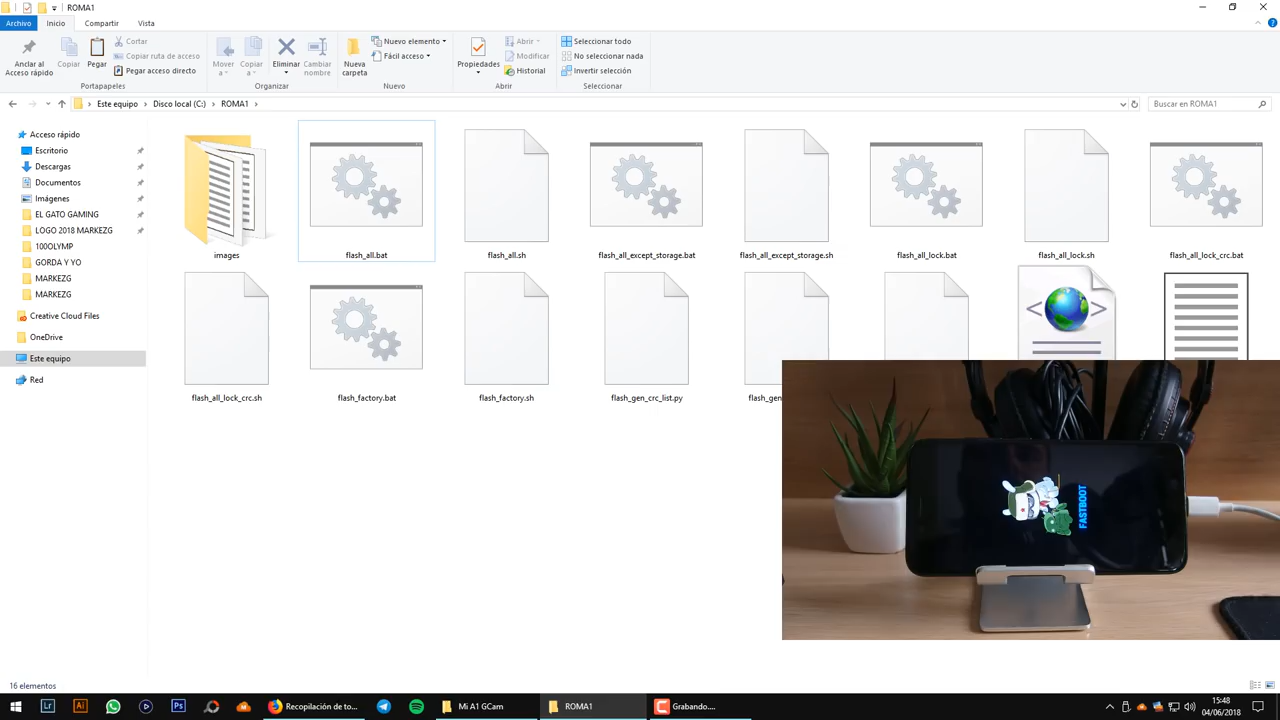 ROMA1
Archivo Inicio Compartir Vista
Anclar al Acceso rápido
Copiar
Pegar
Cortar
Copiar ruta de acceso
Pegar acceso directo
Portapapeles
Mover a
Copiar a
Eliminar
Cambiar nombre
Organizar
Nueva carpeta
Nuevo elemento
Fácil acceso
Nuevo
Propiedades
Abrir
Modificar
Historial
Abrir
Seleccionar todo
No seleccionar nada
Invertir selección
Seleccionar
Este equipo > Disco local (C:) > ROMA1 >
Buscar en ROMA1
Acceso rápido
Escritorio
Descargas
Documentos
Imágenes
EL GATO GAMING
LOGO 2018 MARKEZG
100OLYMP
GORDA Y YO
MARKEZG
MARKEZG
Creative Cloud Files
OneDrive
Este equipo
Red
images
flash_all.bat
flash_all.sh
flash_all_except_storage.bat
flash_all_except_storage.sh
flash_all_lock.bat
flash_all_lock.sh
flash_all_lock_crc.bat
flash_all_lock_crc.sh
flash_factory.bat
flash_factory.sh
flash_gen_crc_list.py
flash_gen
FASTBOOT
16 elementos
Recopilación de to...
Mi A1 GCam
ROMA1
Grabando....
15:48
04/06/2018